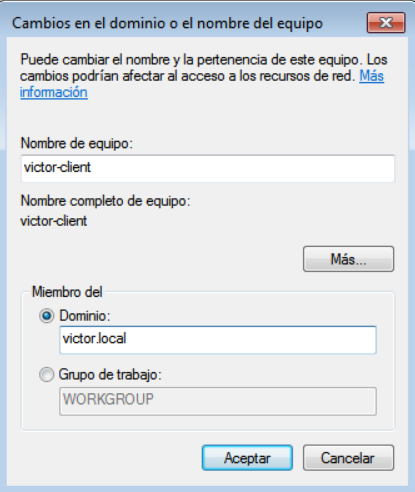 Cambios en el dominio o el nombre del equipo
Puede cambiar el nombre y la pertenencia de este equipo. Los
cambios podrían afectar al acceso a los recursos de red. Más
información
Nombre de equipo:
victor-client
Nombre completo de equipo:
victor-client
Más...
Miembro del
Dominio:
victor.local
Grupo de trabajo:
WORKGROUP
Aceptar
Cancelar